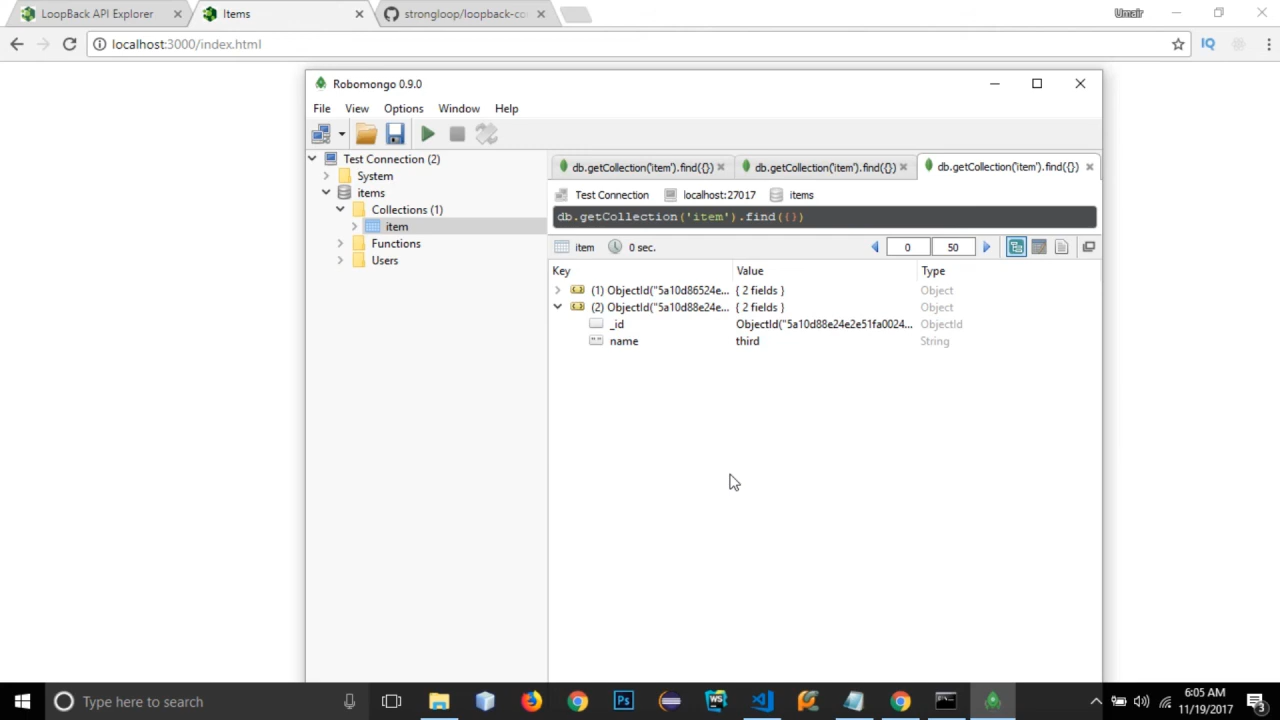 LoopBack API Explorer
Items
strongloop/loopback-co
Umair
localhost:3000/index.html
IQ
Robomongo 0.9.0
File View Options Window Help
Test Connection (2)
System
items
Collections (1)
item
Functions
Users
db.getCollection('item').find({})
db.getCollection('item').find({})
db.getCollection('item').find({})
Test Connection localhost:27017 items
db.getCollection('item').find({})
item 0 sec. 0 50
Key Value Type
(1) ObjectId("5a10d86524e... { 2 fields } Object
(2) ObjectId("5a10d88e24e... { 2 fields } Object
_id ObjectId("5a10d88e24e2e51fa0024... ObjectId
name third String
Type here to search
Ps
WS
6:05 AM
11/19/2017
3